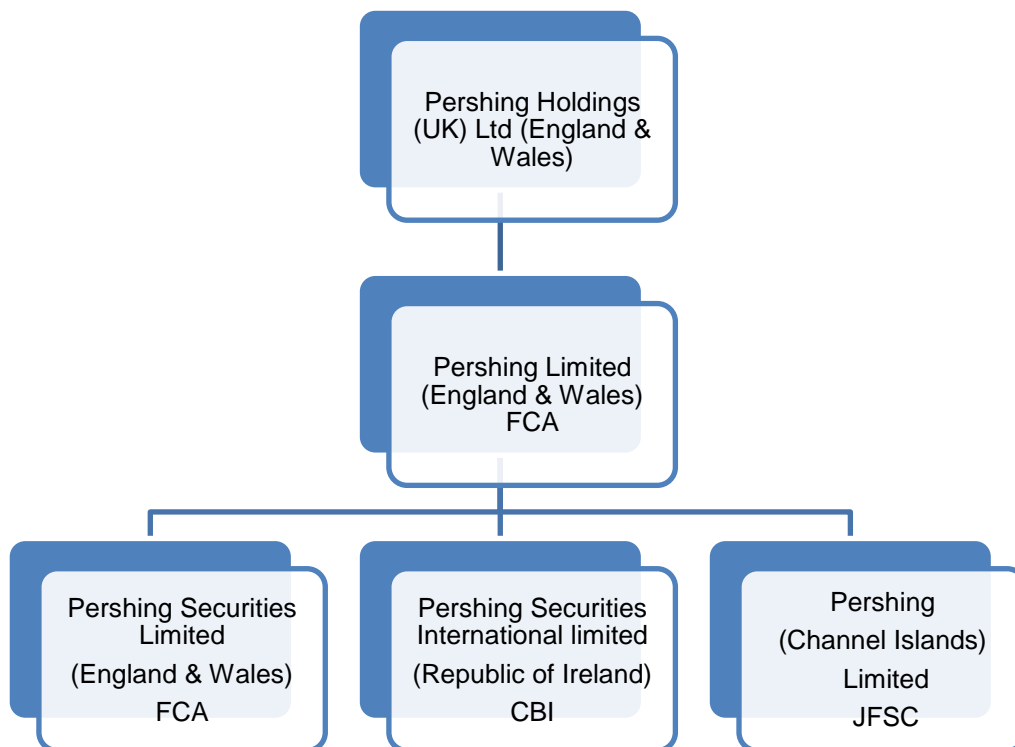 Pershing Holdings
(UK) Ltd (England &
Wales)
Pershing Limited
(England & Wales)
FCA
Pershing Securities
Limited
(England & Wales)
FCA
Pershing Securities
International limited
(Republic of Ireland)
CBI
Pershing
(Channel Islands)
Limited
JFSC